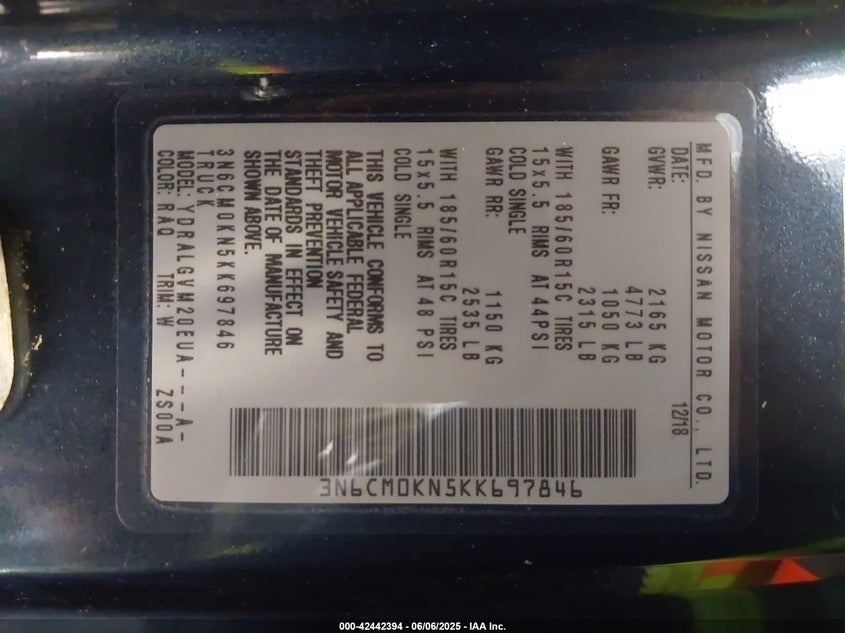 MFD. BY NISSAN MOTOR CO., LTD.
DATE: 12/18
GVWR: 2165 KG
4773 LB
GAWR FR: 1050 KG
2315 LB
WITH 185/60R15C TIRES
15x5.5 RIMS AT 44PSI
COLD SINGLE
GAWR RR: 1150 KG
2535 LB
WITH 185/60R15C TIRES
15x5.5 RIMS AT 48 PSI
COLD SINGLE
THIS VEHICLE CONFORMS TO
ALL APPLICABLE FEDERAL
MOTOR VEHICLE SAFETY AND
THEFT PREVENTION
STANDARDS IN EFFECT ON
THE DATE OF MANUFACTURE
SHOWN ABOVE.
3N6CM0KN5KK697846
TRUCK
MODEL: YDRALGVM20EUA----A-
COLOR: RAQ TRIM: W ZS00A
3N6CM0KN5KK697846
000-42442394 - 06/06/2025 - IAA Inc.